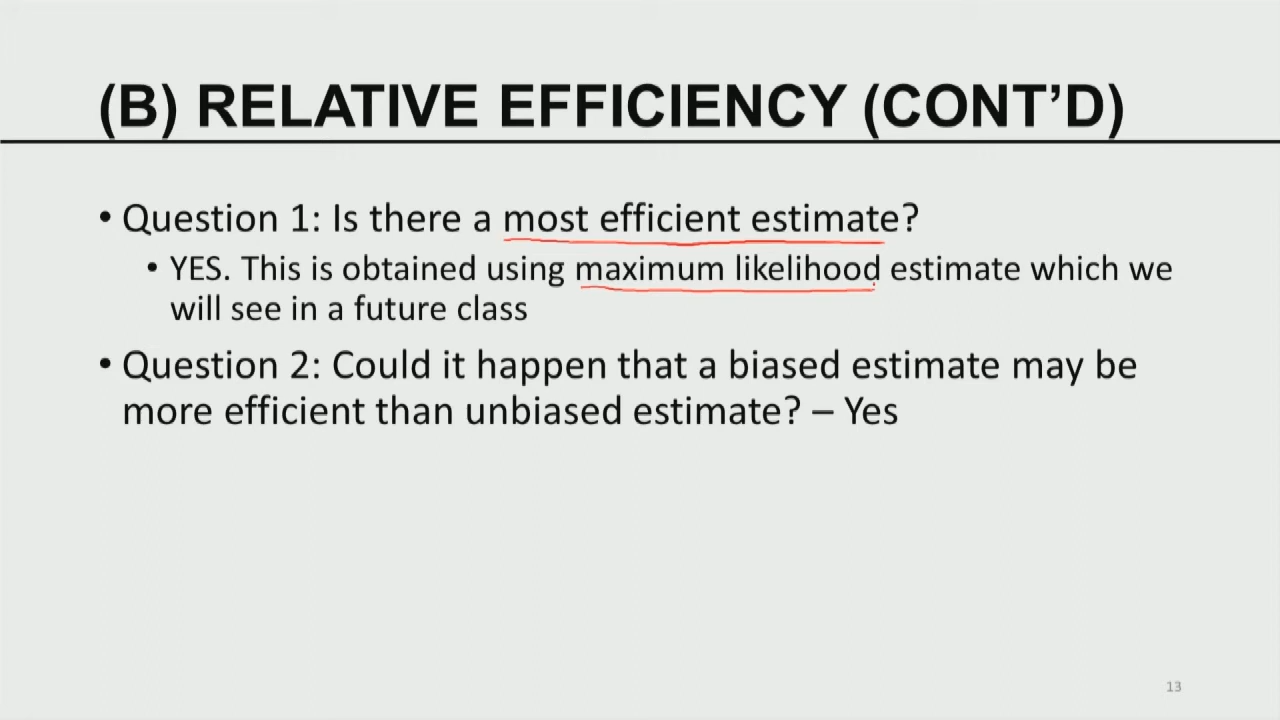 (B) RELATIVE EFFICIENCY (CONT’D)
• Question 1: Is there a most efficient estimate?
• YES. This is obtained using maximum likelihood estimate which we
will see in a future class
• Question 2: Could it happen that a biased estimate may be
more efficient than unbiased estimate? – Yes
13